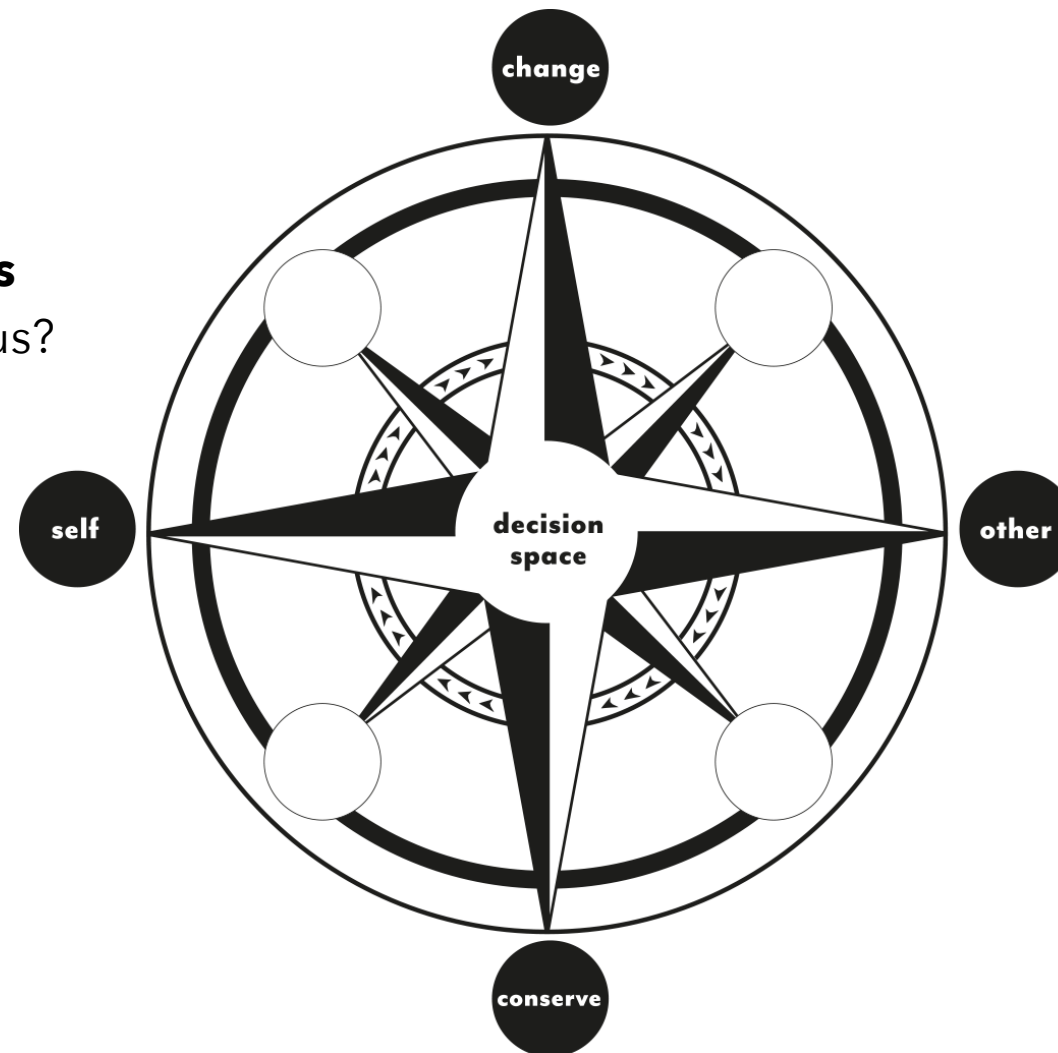 change
s
us?
self
decision
space
other
conserve